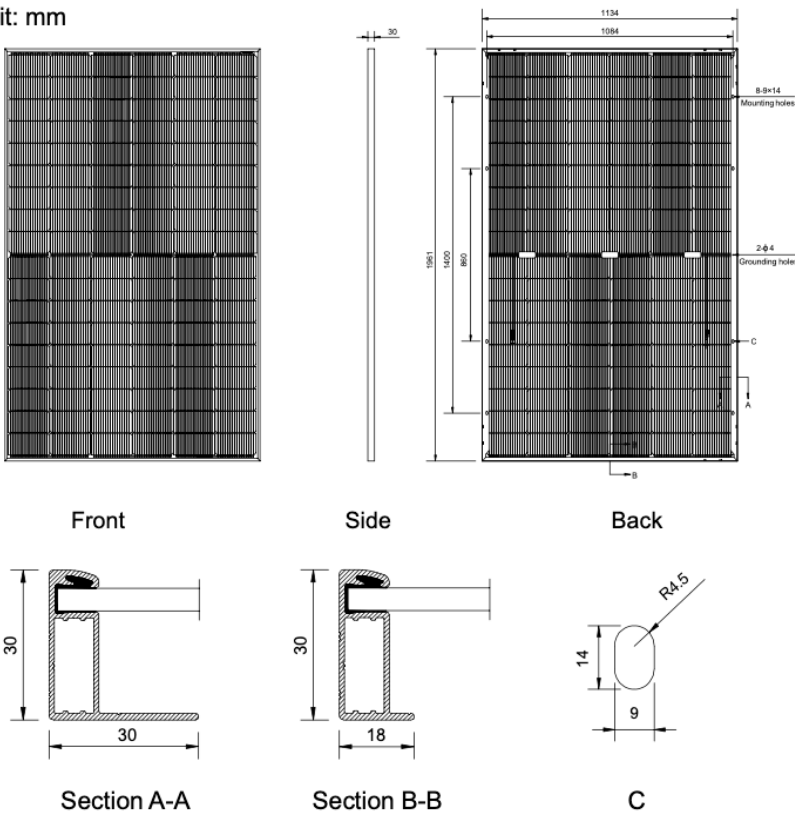 it: mm
30
1134
1084
8-9×14
Mounting holes
1961
1400
860
2-ϕ4
Grounding holes
C
A
B
B
Front
Side
Back
30
30
30
18
R4.5
14
9
Section A-A
Section B-B
C